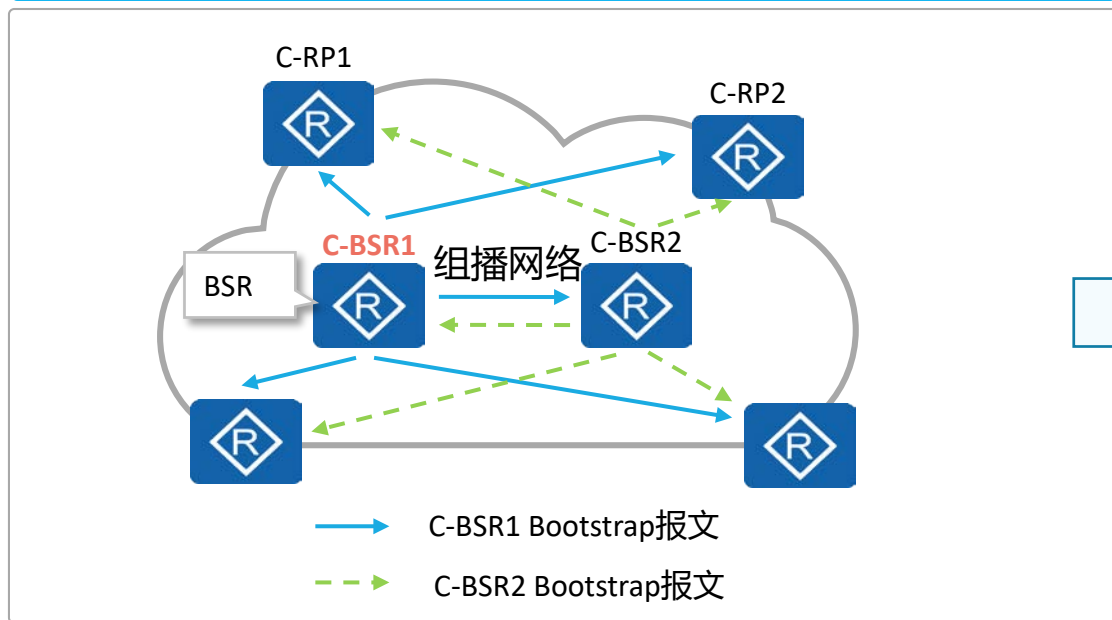 C-RP1
C-RP2
R
R
C-BSR1
组播网络
C-BSR2
BSR
R
R
R
R
C-BSR1 Bootstrap报文
C-BSR2 Bootstrap报文